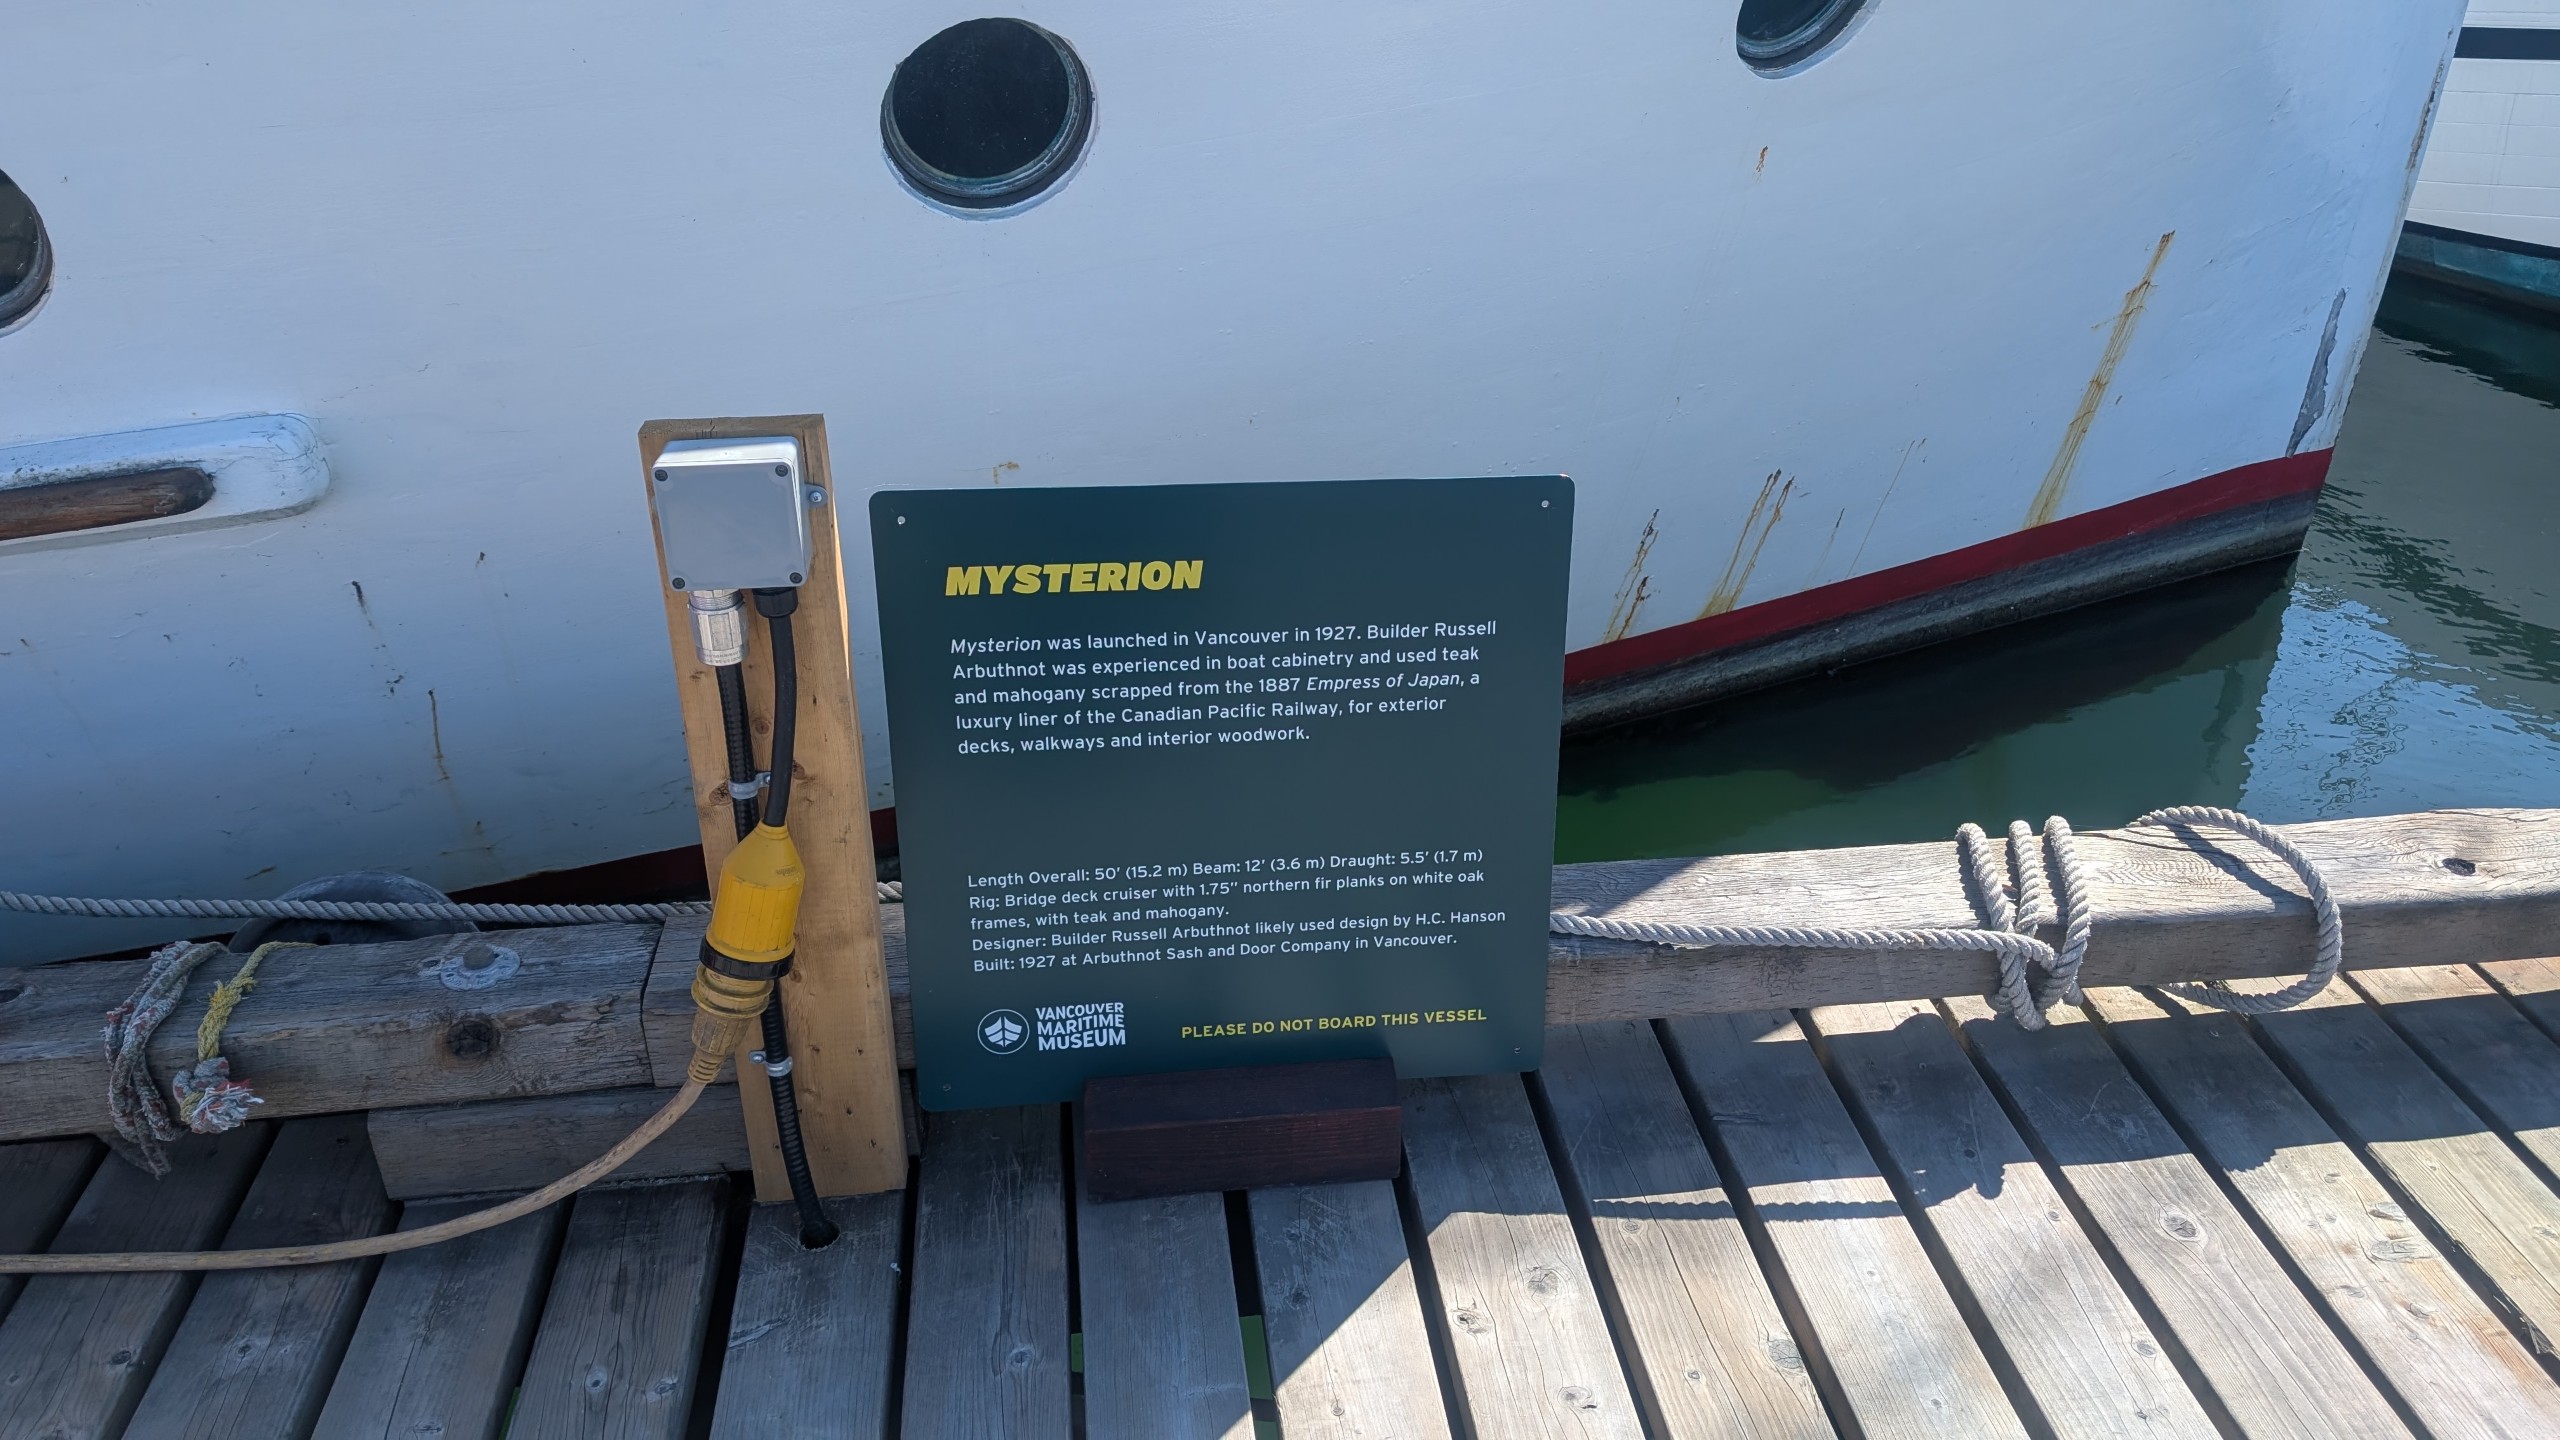 MYSTERION
Mysterion was launched in Vancouver in 1927. Builder Russell
Arbuthnot was experienced in boat cabinetry and used teak
and mahogany scrapped from the 1887 Empress of Japan, a
luxury liner of the Canadian Pacific Railway, for exterior
decks, walkways and interior woodwork.
Length Overall: 50' (15.2 m) Beam: 12' (3.6 m) Draught: 5.5' (1.7 m)
Rig: Bridge deck cruiser with 1.75" northern fir planks on white oak
frames, with teak and mahogany.
Designer: Builder Russell Arbuthnot likely used design by H.C. Hanson
Built: 1927 at Arbuthnot Sash and Door Company in Vancouver.
VANCOUVER
MARITIME
MUSEUM
PLEASE DO NOT BOARD THIS VESSEL